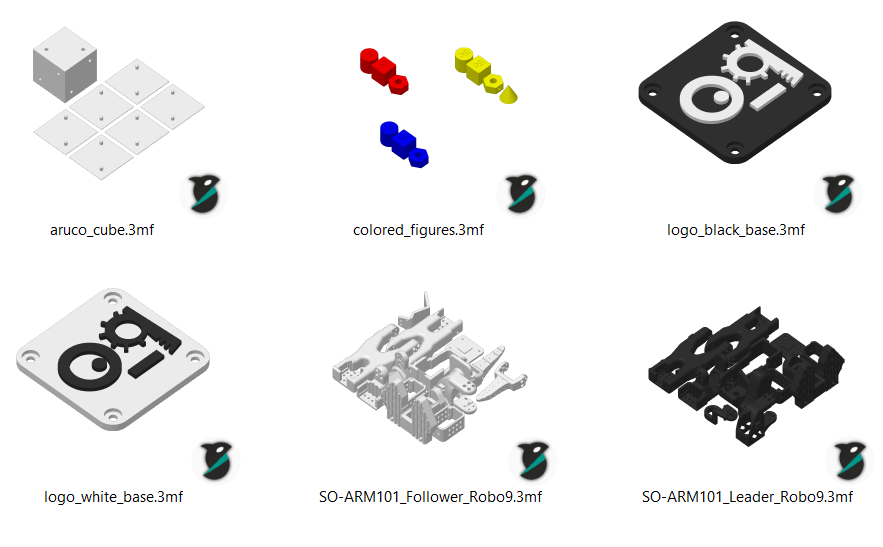 aruco_cube.3mf
colored_figures.3mf
logo_black_base.3mf
logo_white_base.3mf
SO-ARM101_Follower_Robo9.3mf
SO-ARM101_Leader_Robo9.3mf